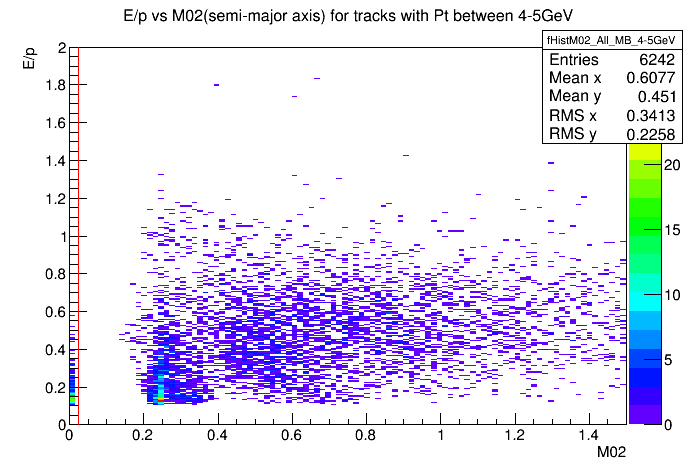 E/p vs M02(semi-major axis) for tracks with Pt between 4-5GeV
fHistM02_All_MB_4-5GeV
Entries 6242
Mean x 0.6077
Mean y 0.451
RMS x 0.3413
RMS y 0.2258
E/p
2
1.8
1.6
1.4
1.2
1
0.8
0.6
0.4
0.2
0
20
15
10
5
0
0 0.2 0.4 0.6 0.8 1 1.2 1.4
M02